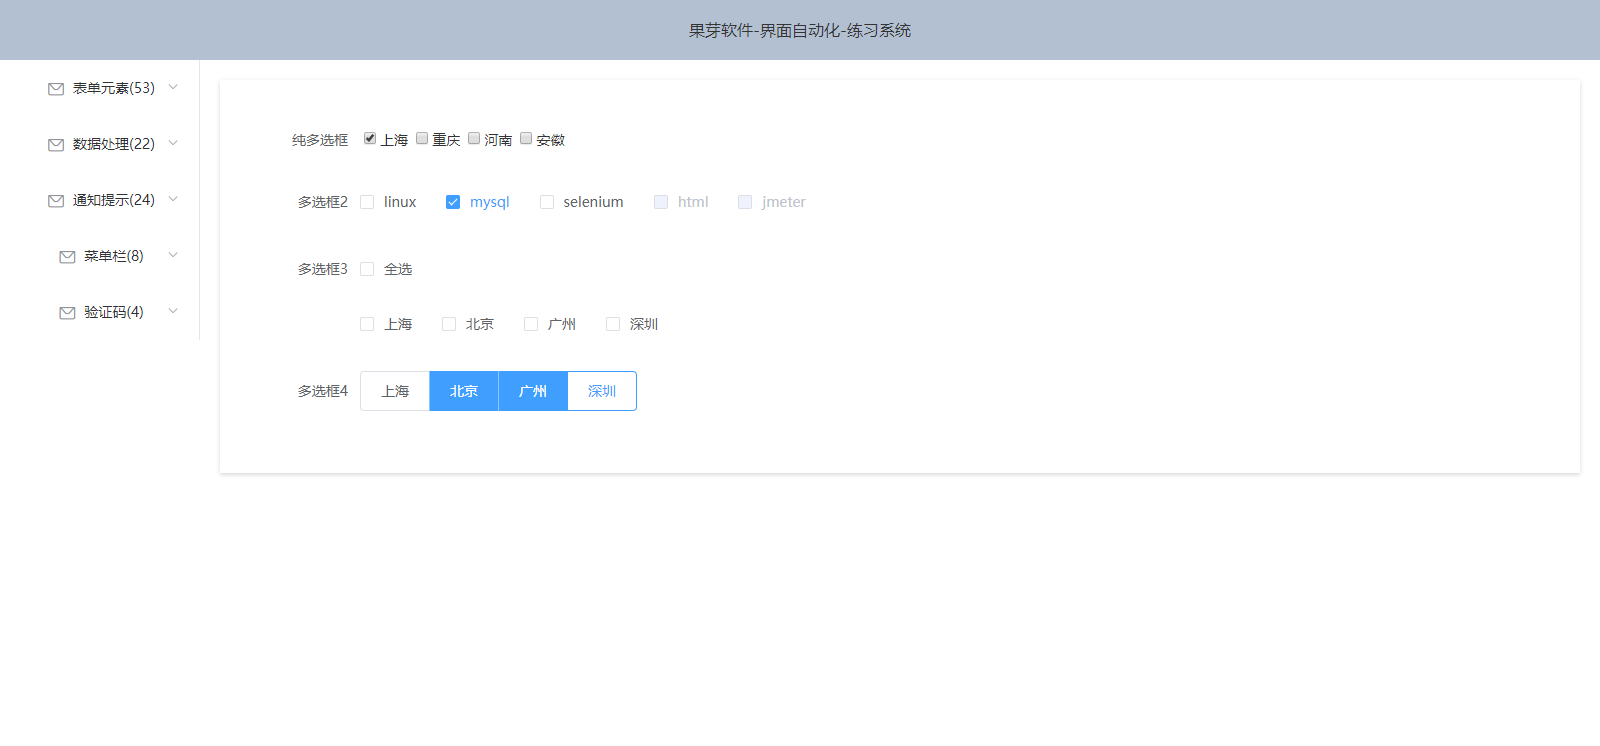 果芽软件-界面自动化-练习系统
表单元素(53)
数据处理(22)
通知提示(24)
菜单栏(8)
验证码(4)
纯多选框 上海 重庆 河南 安徽
多选框2 linux mysql selenium html jmeter
多选框3 全选
上海 北京 广州 深圳
多选框4 上海 北京 广州 深圳